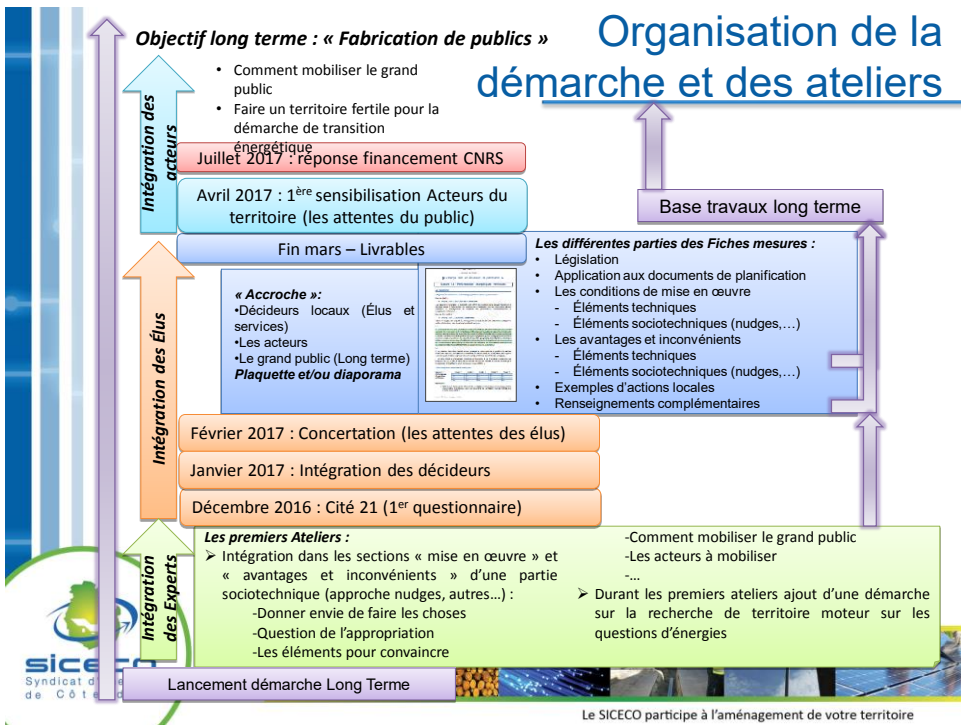 Organisation de la
démarche et des ateliers
Objectif long terme : « Fabrication de publics »
• Comment mobiliser le grand
public
• Faire un territoire fertile pour la
démarche de transition
énergétique
Intégration des
acteurs
Juillet 2017 : réponse financement CNRS
Avril 2017 : 1ère sensibilisation Acteurs du
territoire (les attentes du public)
Fin mars – Livrables
Base travaux long terme
Intégration des Élus
« Accroche »:
•Décideurs locaux (Élus et
services)
•Les acteurs
•Le grand public (Long terme)
Plaquette et/ou diaporama
Les différentes parties des Fiches mesures :
• Législation
• Application aux documents de planification
• Les conditions de mise en œuvre
- Éléments techniques
- Éléments sociotechniques (nudges,…)
• Les avantages et inconvénients
- Éléments techniques
- Éléments sociotechniques (nudges,…)
• Exemples d'actions locales
• Renseignements complémentaires
Février 2017 : Concertation (les attentes des élus)
Janvier 2017 : Intégration des décideurs
Décembre 2016 : Cité 21 (1er questionnaire)
Intégration
des Experts
Les premiers Ateliers :
➢ Intégration dans les sections « mise en œuvre » et
« avantages et inconvénients » d'une partie
sociotechnique (approche nudges, autres…) :
-Donner envie de faire les choses
-Question de l'appropriation
-Les éléments pour convaincre
-Comment mobiliser le grand public
-Les acteurs à mobiliser
-…
➢ Durant les premiers ateliers ajout d'une démarche
sur la recherche de territoire moteur sur les
questions d'énergies
siceco
Syndicat d
de Côte
Lancement démarche Long Terme
Le SICECO participe à l'aménagement de votre territoire